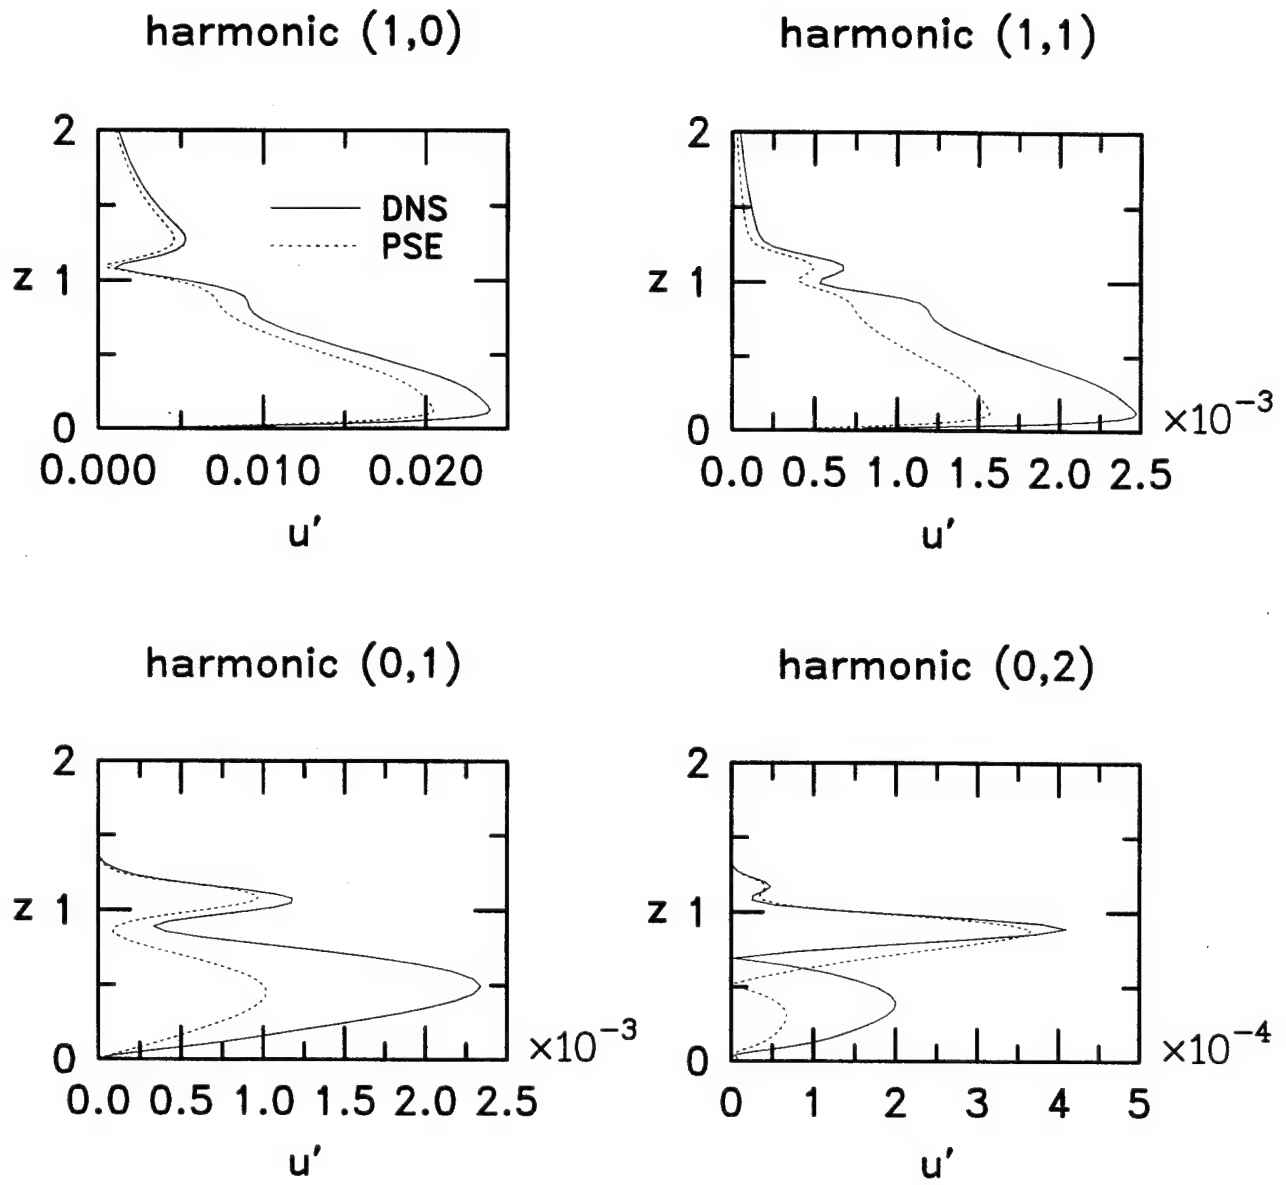 harmonic (1,0)
2
z 1
0
0.000 0.010 0.020
u'
DNS
PSE
harmonic (1,1)
2
z 1
0
0.0 0.5 1.0 1.5 2.0 2.5
×10⁻³
u'
harmonic (0,1)
2
z 1
0
0.0 0.5 1.0 1.5 2.0 2.5
×10⁻³
u'
harmonic (0,2)
2
z 1
0
0 1 2 3 4 5
×10⁻⁴
u'